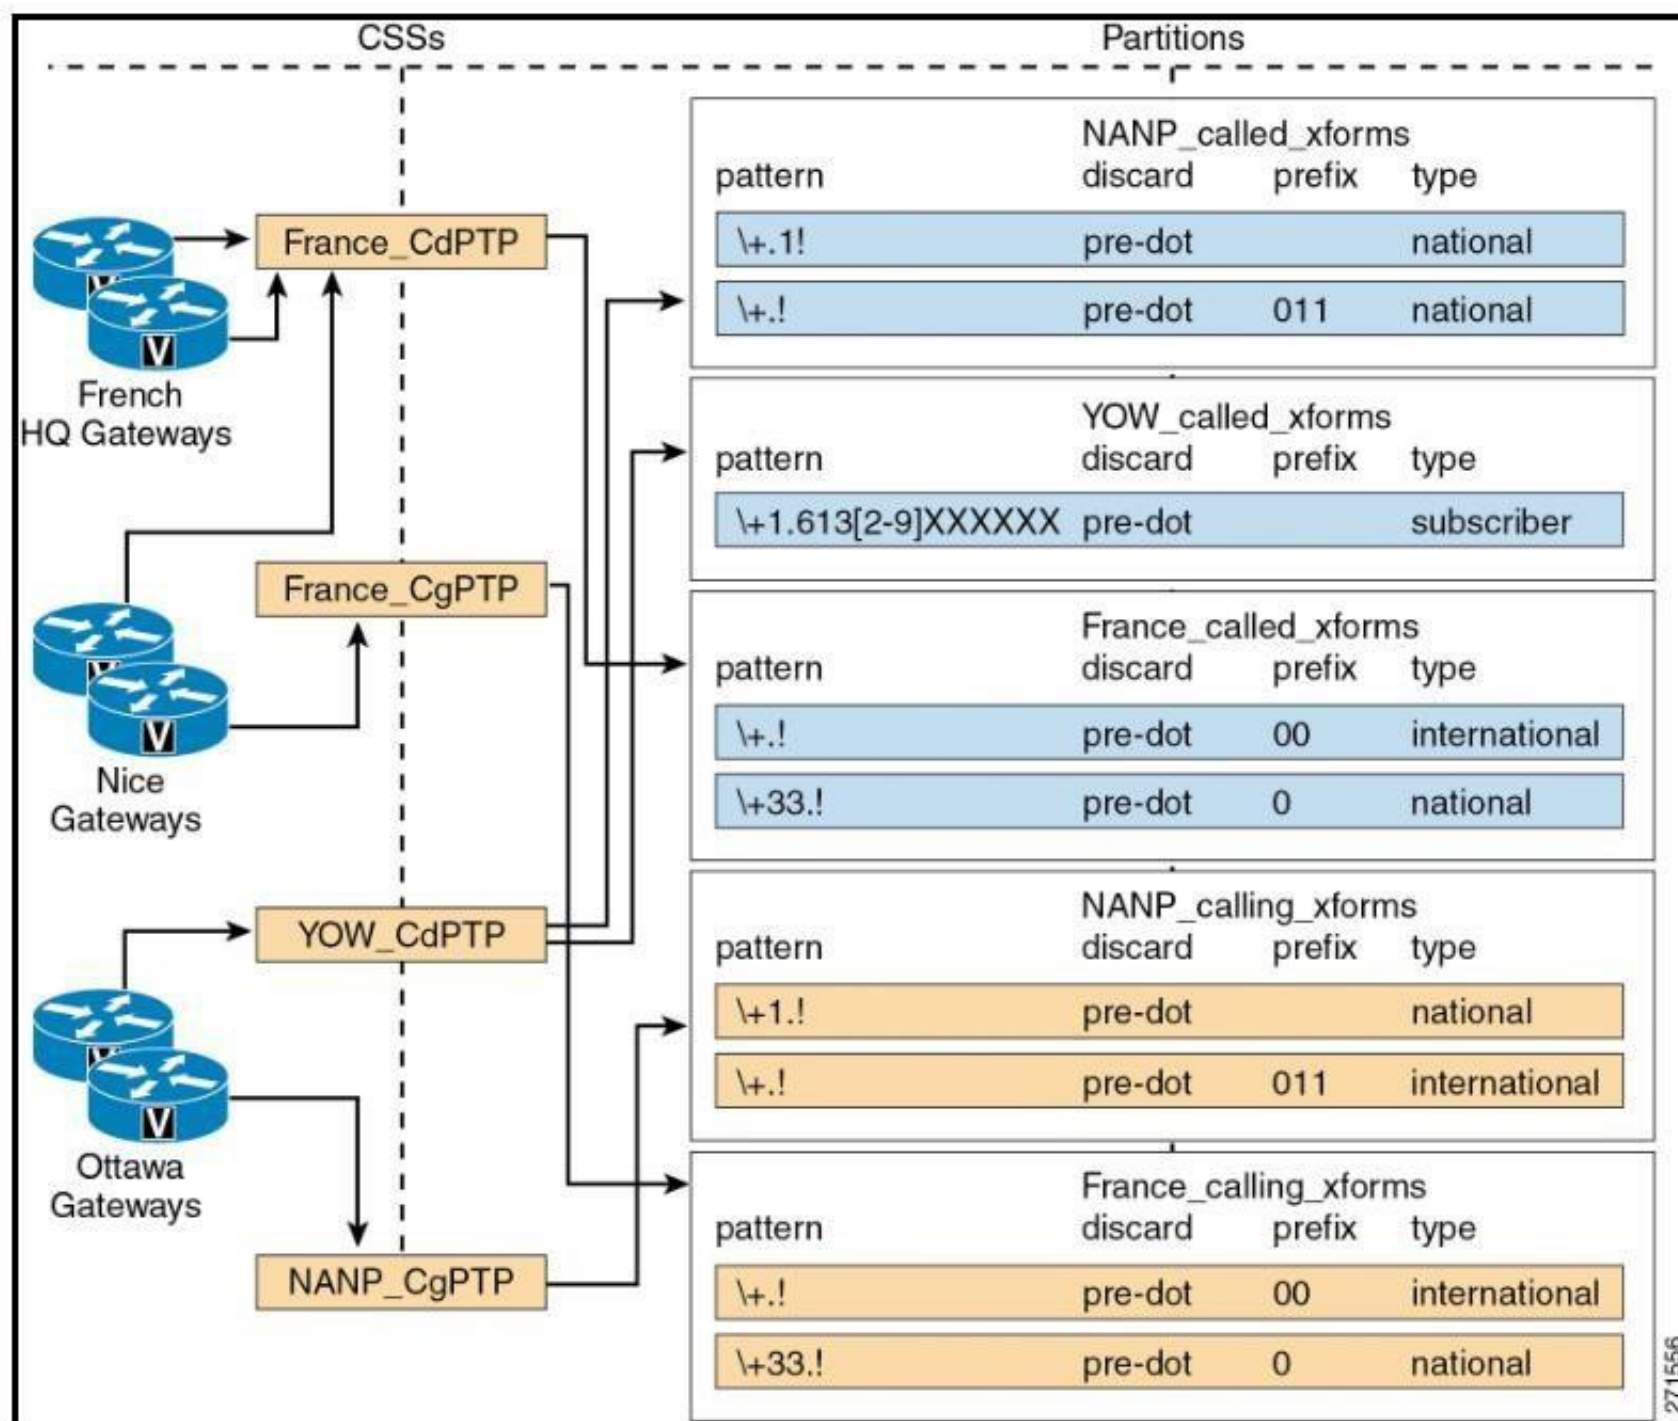 CSSs
Partitions
France_CdPTP
V
V
French
HQ Gateways
France_CgPTP
V
V
Nice
Gateways
YOW_CdPTP
V
V
Ottawa
Gateways
NANP_CgPTP
NANP_called_xforms
pattern discard prefix type
\+.1! pre-dot national
\+.! pre-dot 011 national
YOW_called_xforms
pattern discard prefix type
\+1.613[2-9]XXXXXX pre-dot subscriber
France_called_xforms
pattern discard prefix type
\+.! pre-dot 00 international
\+33.! pre-dot 0 national
NANP_calling_xforms
pattern discard prefix type
\+1.! pre-dot national
\+.! pre-dot 011 international
France_calling_xforms
pattern discard prefix type
\+.! pre-dot 00 international
\+33.! pre-dot 0 national
271556